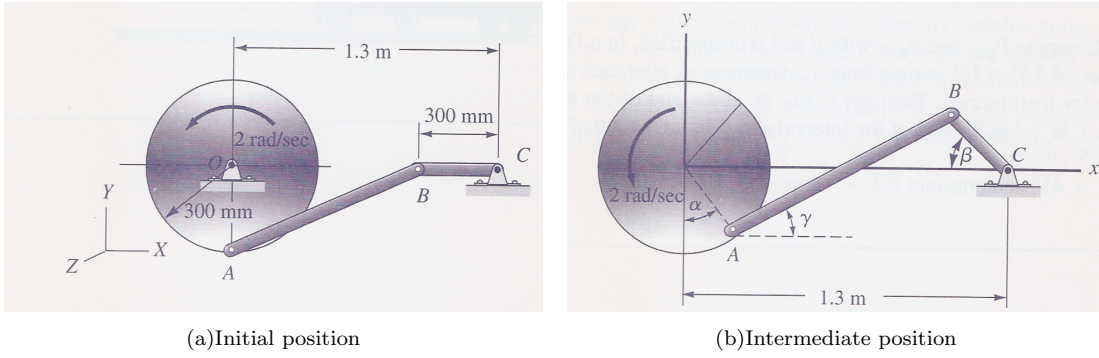 1.3 m
300 mm
2 rad/sec
O
C
B
300 mm
Y
X
Z
A
(a)Initial position
y
B
β
C
x
2 rad/sec
α
γ
A
1.3 m
(b)Intermediate position